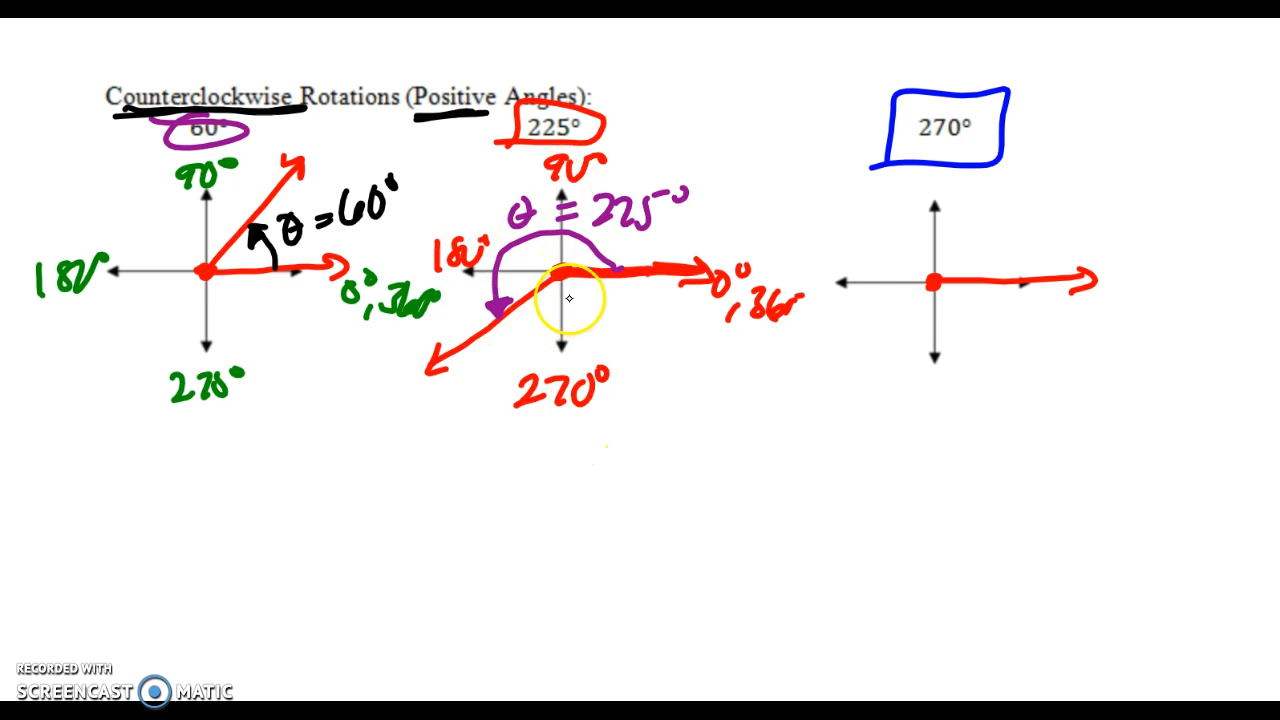 Counterclockwise Rotations (Positive Angles):
60° 225° 270°
90° 90°
θ = 60° θ = 225°
180° 0°, 360° 180° 0°, 360
270° 270°
RECORDED WITH
SCREENCAST MATIC